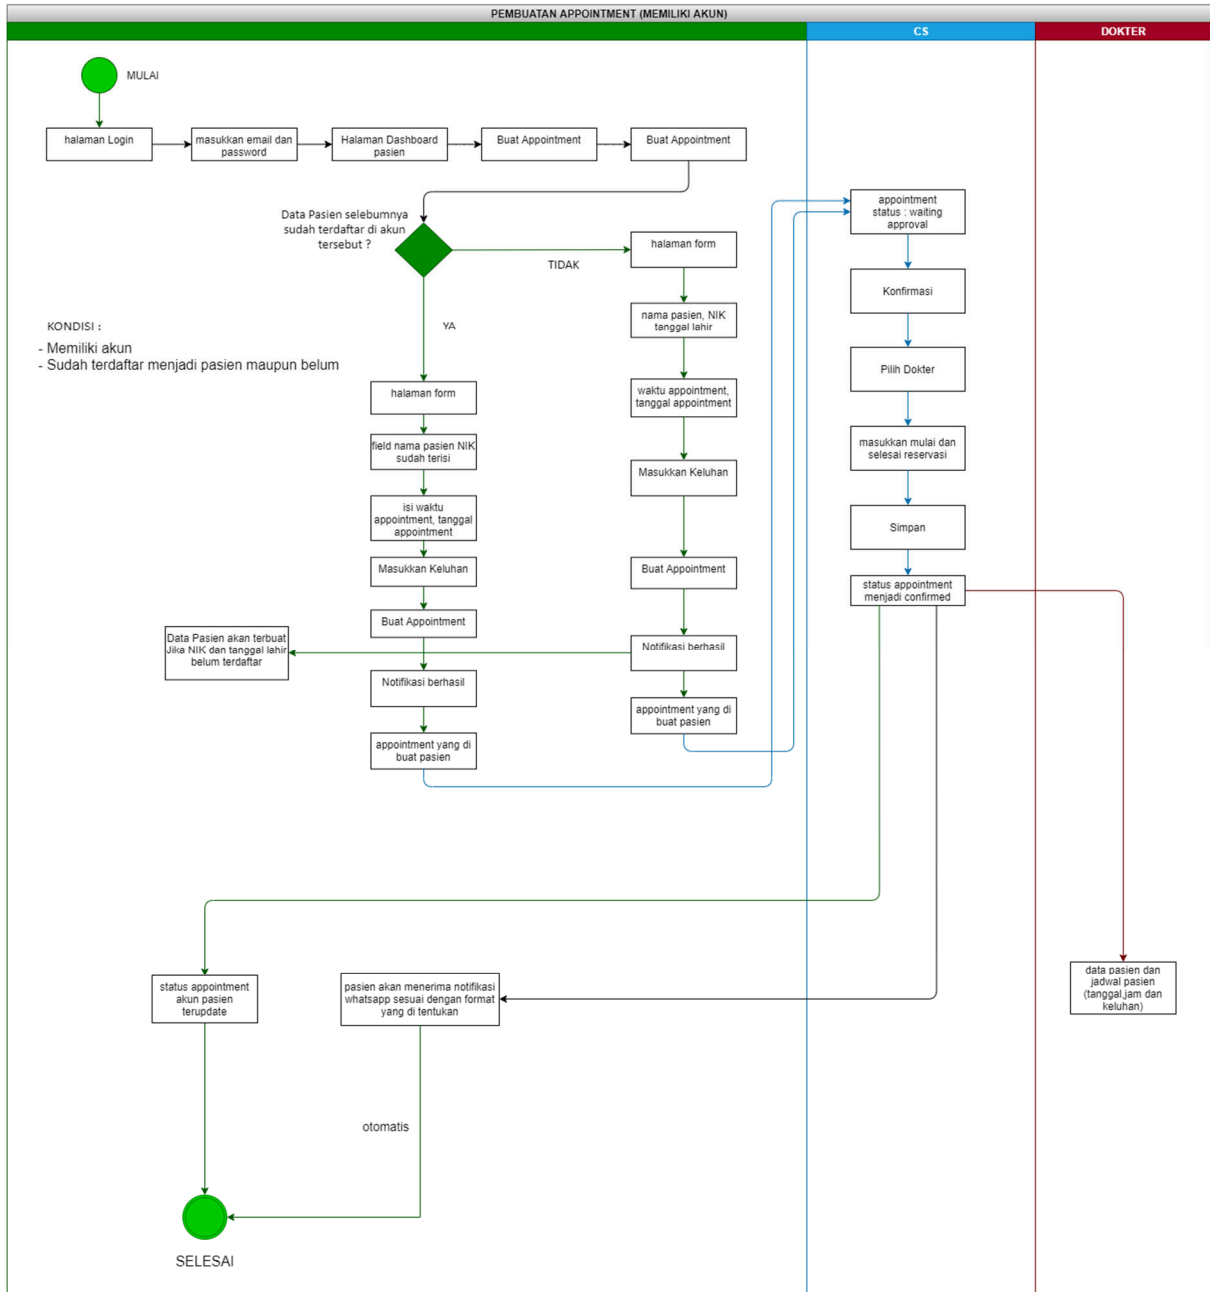 PEMBUATAN APPOINTMENT (MEMILIKI AKUN)
CS
DOKTER
MULAI
halaman Login
masukkan email dan
password
Halaman Dashboard
pasien
Buat Appointment
Buat Appointment
Data Pasien selebumnya
sudah terdaftar di akun
tersebut ?
TIDAK
YA
KONDISI :
- Memiliki akun
- Sudah terdaftar menjadi pasien maupun belum
halaman form
field nama pasien NIK
sudah terisi
isi waktu
appointment, tanggal
appointment
Masukkan Keluhan
Buat Appointment
Notifikasi berhasil
appointment yang di
buat pasien
halaman form
nama pasien, NIK
tanggal lahir
waktu appointment,
tanggal appointment
Masukkan Keluhan
Buat Appointment
Notifikasi berhasil
appointment yang di
buat pasien
Data Pasien akan terbuat
Jika NIK dan tanggal lahir
belum terdaftar
appointment
status : waiting
approval
Konfirmasi
Pilih Dokter
masukkan mulai dan
selesai reservasi
Simpan
status appointment
menjadi confirmed
status appointment
akun pasien
terupdate
pasien akan menerima notifikasi
whatsapp sesuai dengan format
yang di tentukan
data pasien dan
jadwal pasien
(tanggal,jam dan
keluhan)
otomatis
SELESAI